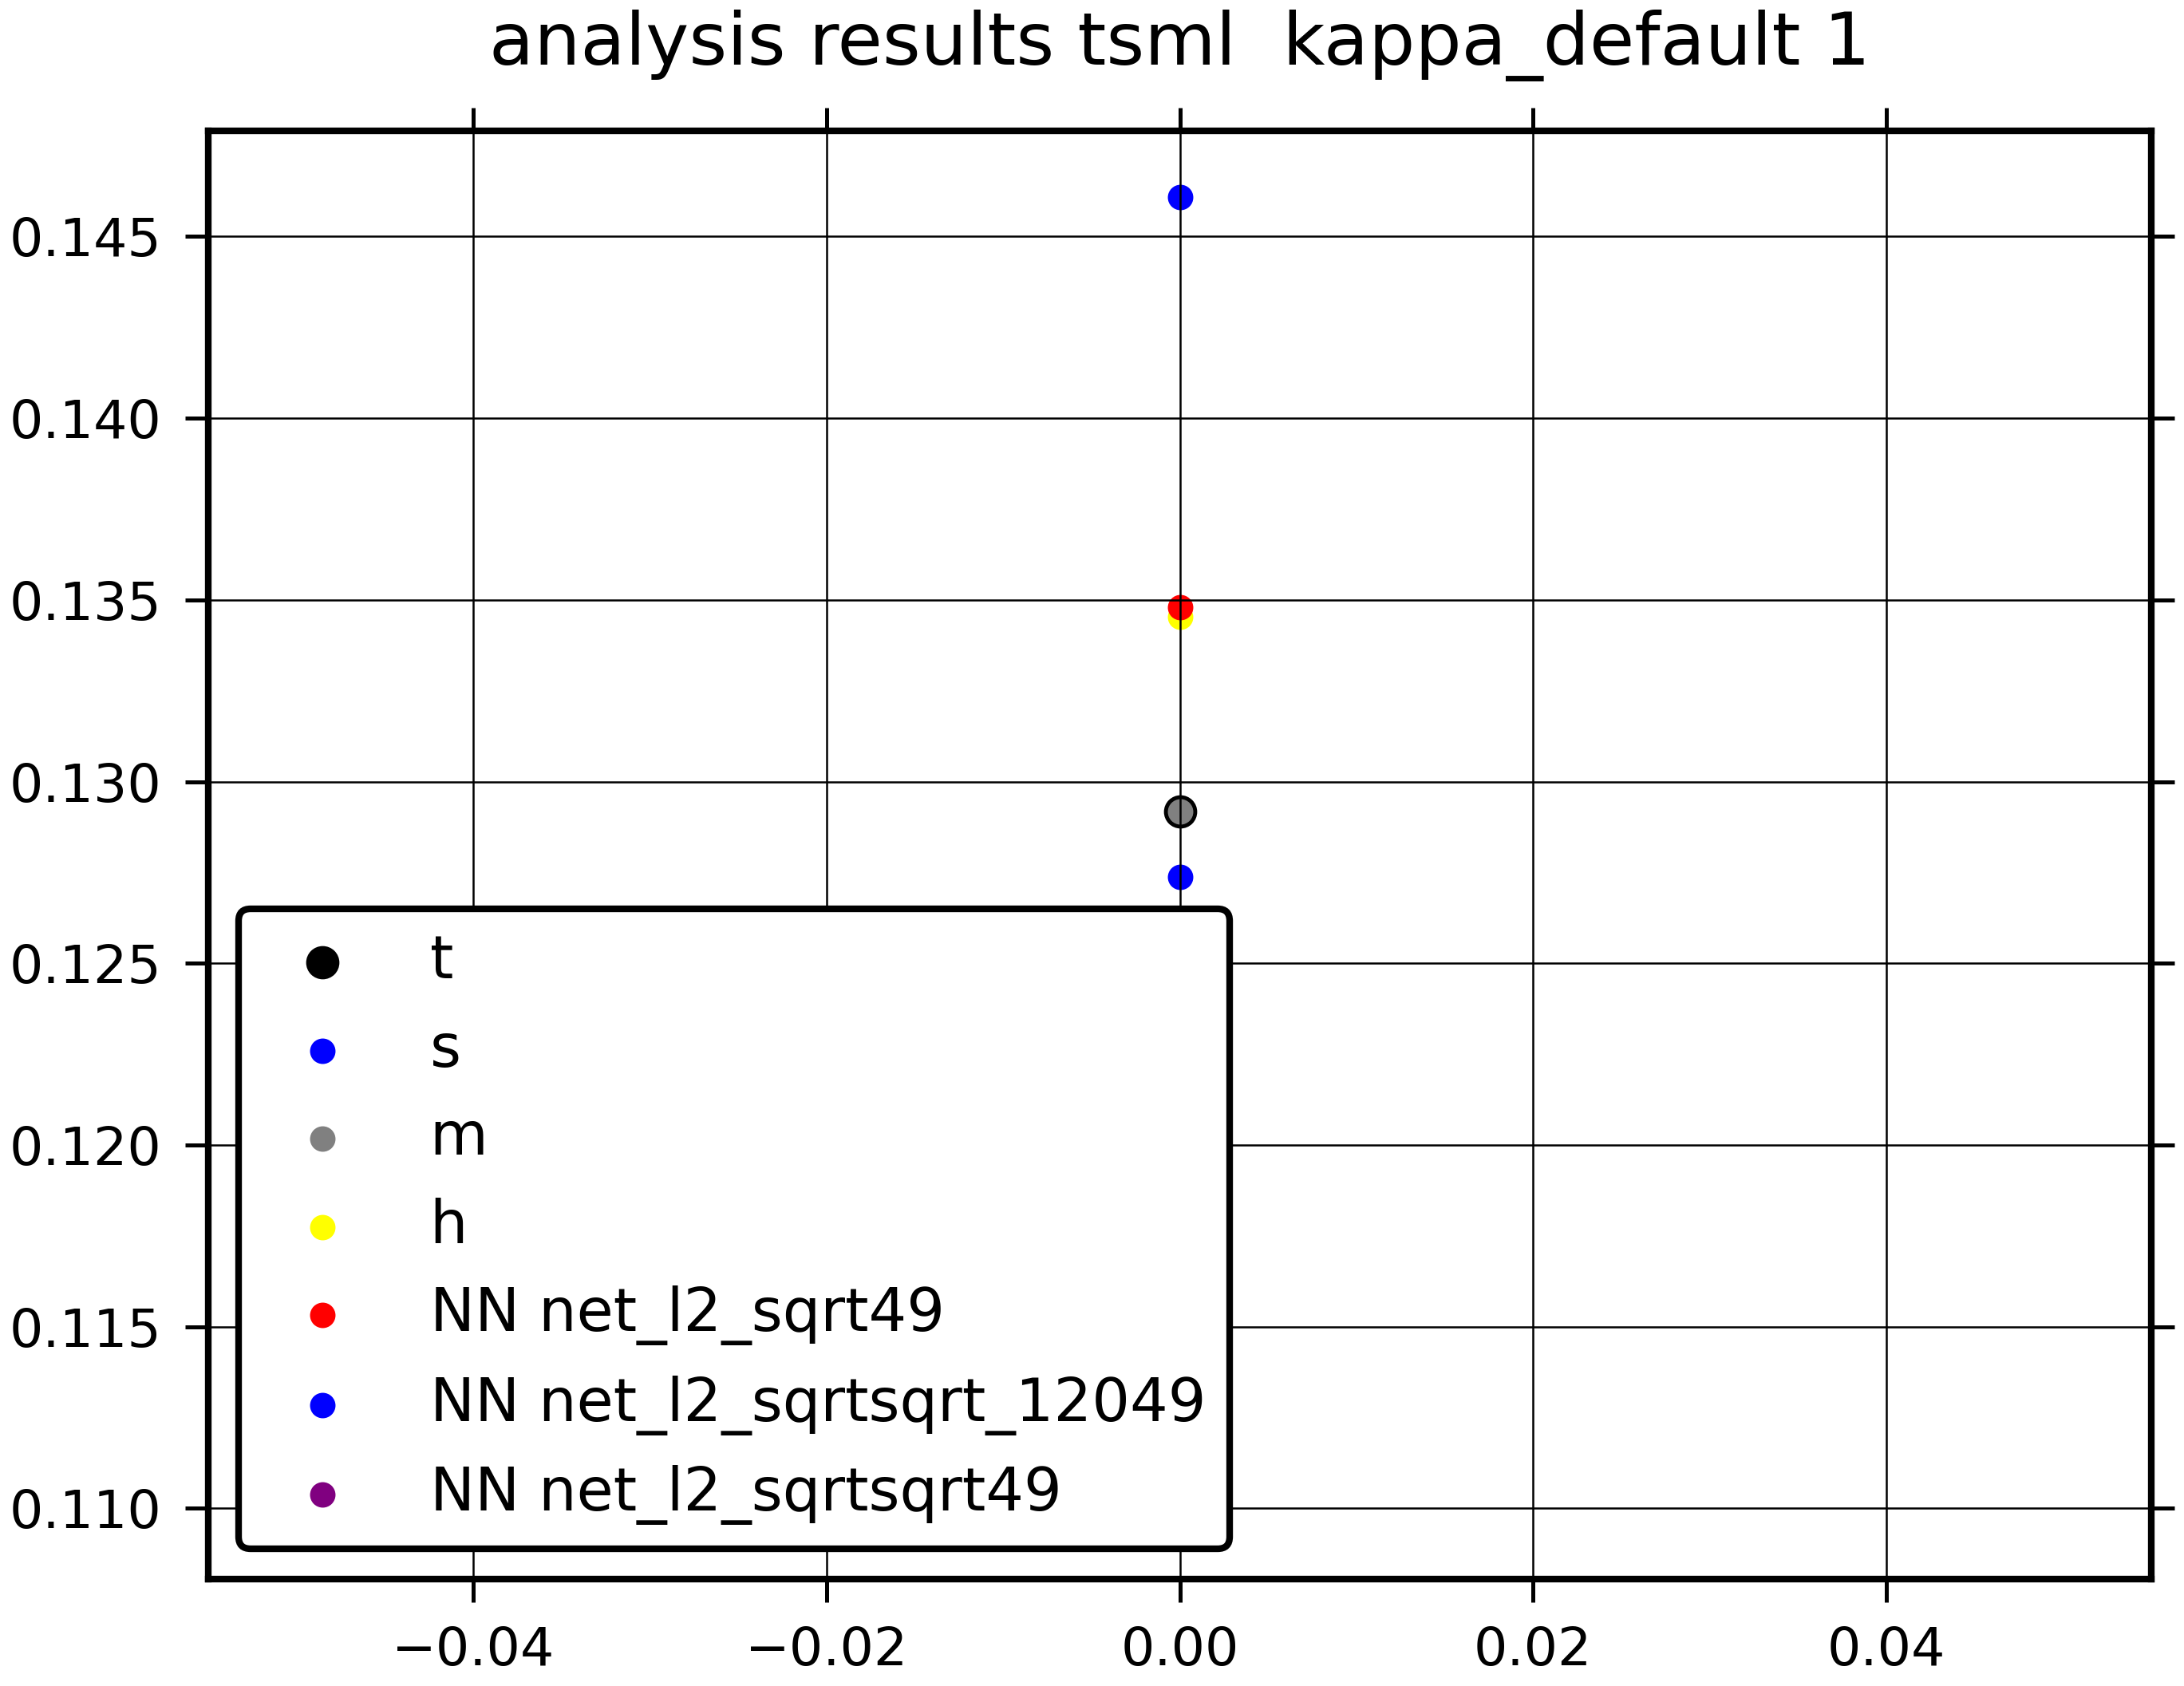 analysis results tsml  kappa_default 1
0.145
0.140
0.135
0.130
0.125
0.120
0.115
0.110
t
s
m
h
NN net_l2_sqrt49
NN net_l2_sqrtsqrt_12049
NN net_l2_sqrtsqrt49
−0.04 −0.02 0.00 0.02 0.04